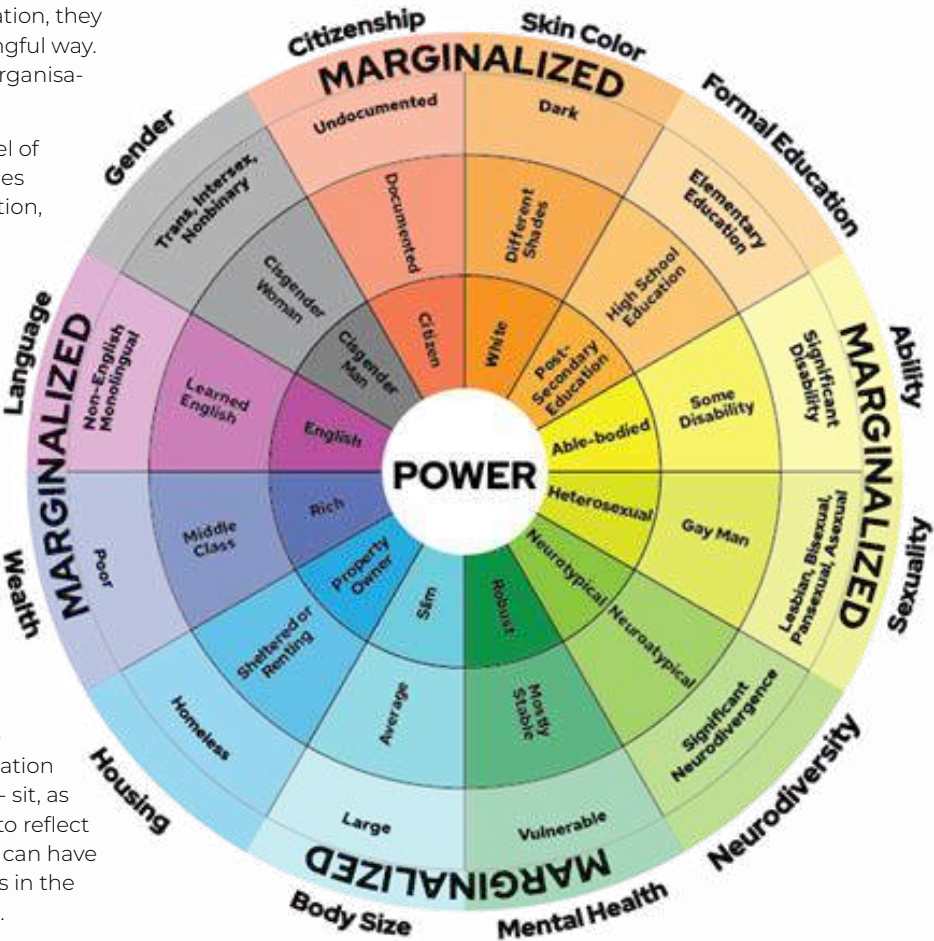 ation, they
ngful way.
rganisa-
el of
es
tion,
ation
- sit, as
to reflect
can have
s in the
.
Citizenship
Skin Color
Formal Education
Ability
Sexuality
Neurodiversity
Mental Health
Body Size
Housing
Wealth
Language
Gender
MARGINALIZED
MARGINALIZED
MARGINALIZED
MARGINALIZED
Undocumented
Documented
Citizen
Dark
Different
Shades
White
Elementary
Education
High School
Education
Post-
Secondary
Education
Significant
Disability
Some
Disability
Able-bodied
Lesbian, Bisexual,
Pansexual, Asexual
Gay Man
Heterosexual
Significant
Neurodivergence
Neuroatypical
Neurotypical
Vulnerable
Mostly
Stable
Robust
Large
Average
Slim
Homeless
Sheltered or
Renting
Property
Owner
Poor
Middle
Class
Rich
Non-English
Monolingual
Learned
English
English
Trans, Intersex,
Nonbinary
Cisgender
Woman
Cisgender
Man
POWER